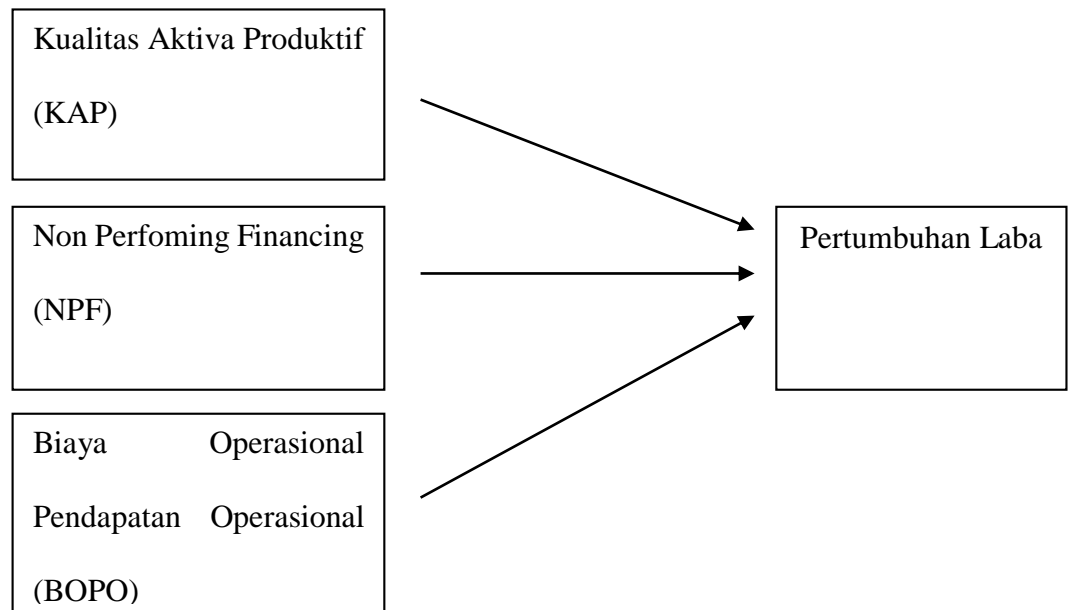 Kualitas Aktiva Produktif
(KAP)
Non Perfoming Financing
(NPF)
Biaya Operasional
Pendapatan Operasional
(BOPO)
Pertumbuhan Laba